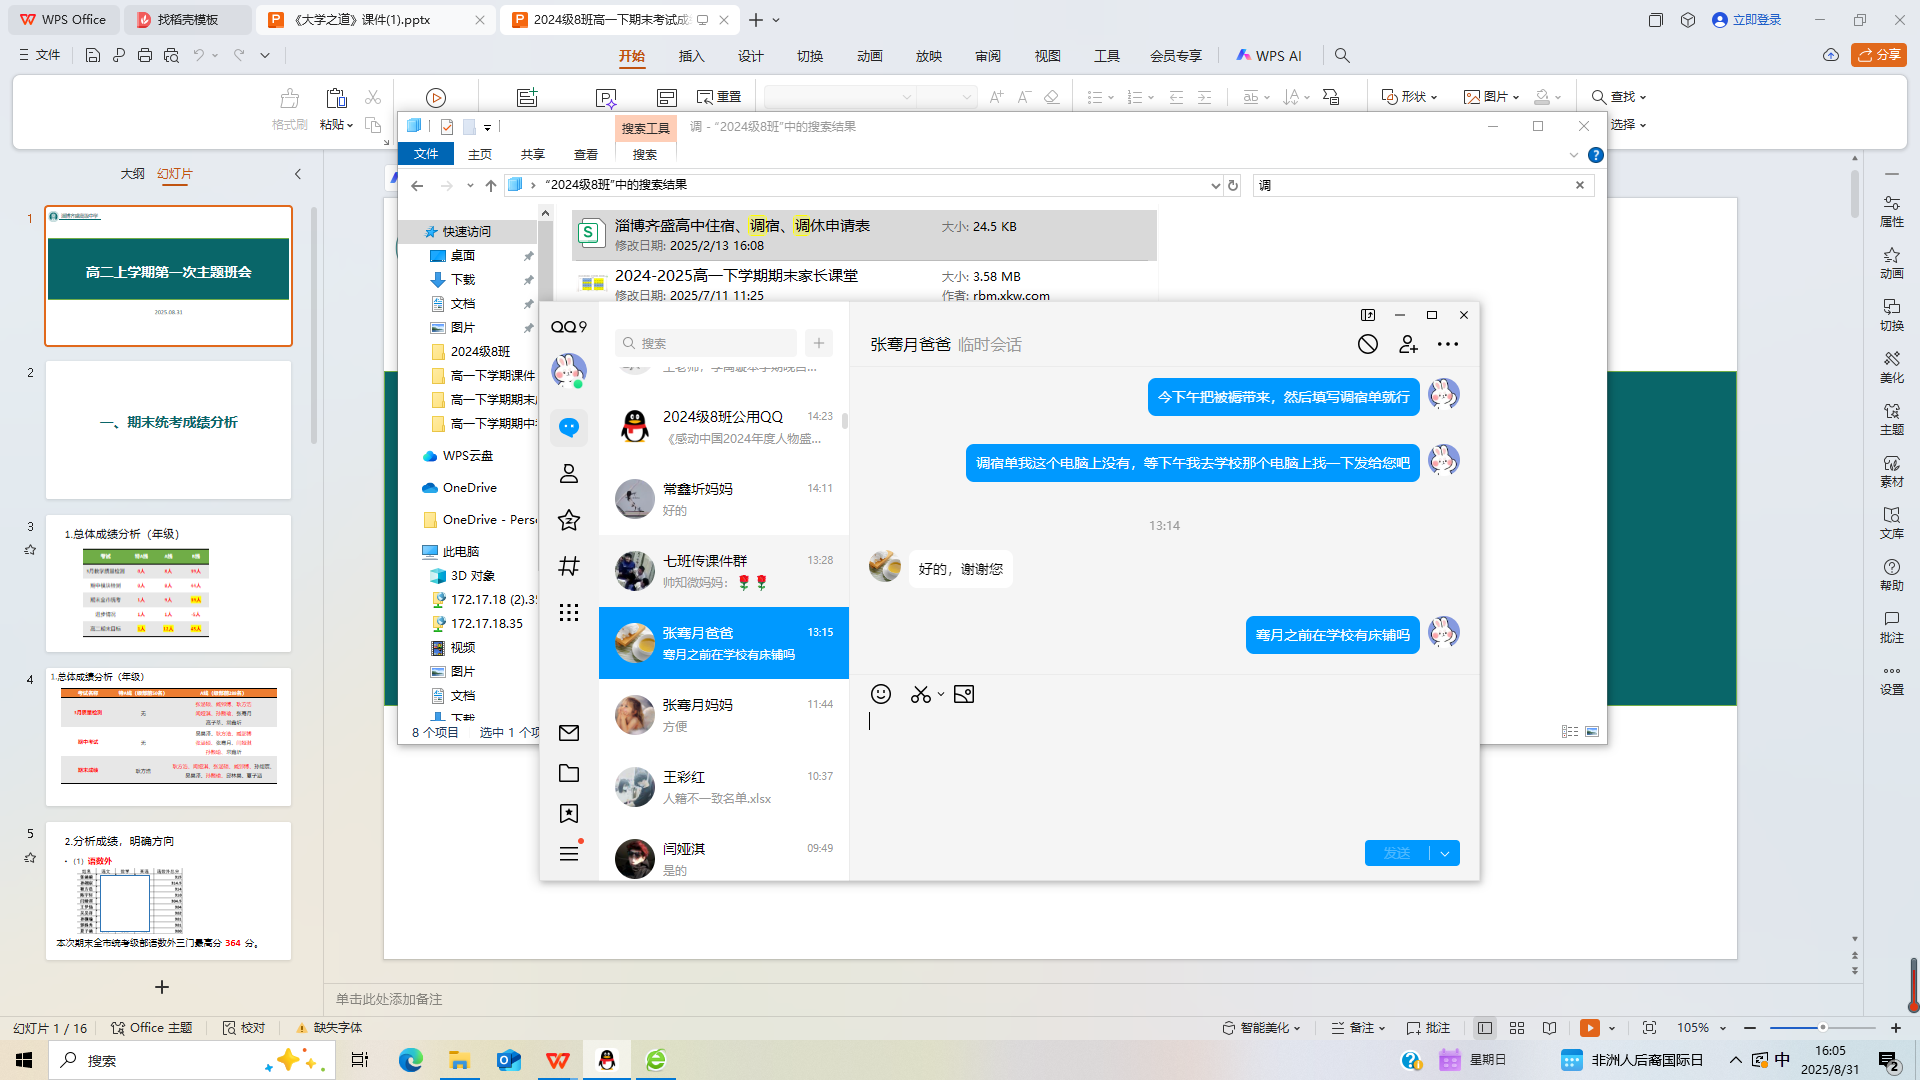 WPS Office
找稻壳模板
《大学之道》课件(1).pptx
2024级8班高一下期末考试成
立即登录
文件
开始
插入
设计
切换
动画
放映
审阅
视图
工具
会员专享
WPS AI
分享
格式刷
粘贴
重置
形状
图片
查找
选择
搜索工具
调 - "2024级8班"中的搜索结果
文件
主页
共享
查看
搜索
"2024级8班"中的搜索结果
调
大纲
幻灯片
快速访问
桌面
下载
文档
图片
2024级8班
高一下学期课件
高一下学期期末
高一下学期期中
WPS云盘
OneDrive
OneDrive - Pers
此电脑
3D 对象
172.17.18 (2).35
172.17.18.35
视频
图片
文档
下载
8 个项目
选中 1 个项
淄博齐盛高中住宿、调宿、调休申请表
修改日期: 2025/2/13 16:08
大小: 24.5 KB
2024-2025高一下学期期末家长课堂
修改日期: 2025/7/11 11:25
大小: 3.58 MB
作者: rbm.xkw.com
QQ9
搜索
2024级8班公用QQ
14:23
《感动中国2024年度人物盛...
常鑫圻妈妈
14:11
好的
七班传课件群
13:28
帅知微妈妈：
张骞月爸爸
13:15
骞月之前在学校有床铺吗
张骞月妈妈
11:44
方便
王彩红
10:37
人籍不一致名单.xlsx
闫娅淇
09:49
是的
张骞月爸爸 临时会话
今下午把被褥带来，然后填写调宿单就行
调宿单我这个电脑上没有，等下午我去学校那个电脑上找一下发给您吧
13:14
好的，谢谢您
骞月之前在学校有床铺吗
发送
1
高二上学期第一次主题班会
2025.08.31
2
一、期末统考成绩分析
3
1.总体成绩分析（年级）
4
1.总体成绩分析（年级）
5
2.分析成绩，明确方向
（1）语数外
本次期末全市统考级部语数外三门最高分 364 分。
属性
动画
切换
美化
主题
素材
文库
帮助
批注
设置
单击此处添加备注
幻灯片 1 / 16
Office 主题
校对
缺失字体
智能美化
备注
批注
105%
搜索
星期日
非洲人后裔国际日
中
16:05
2025/8/31
2